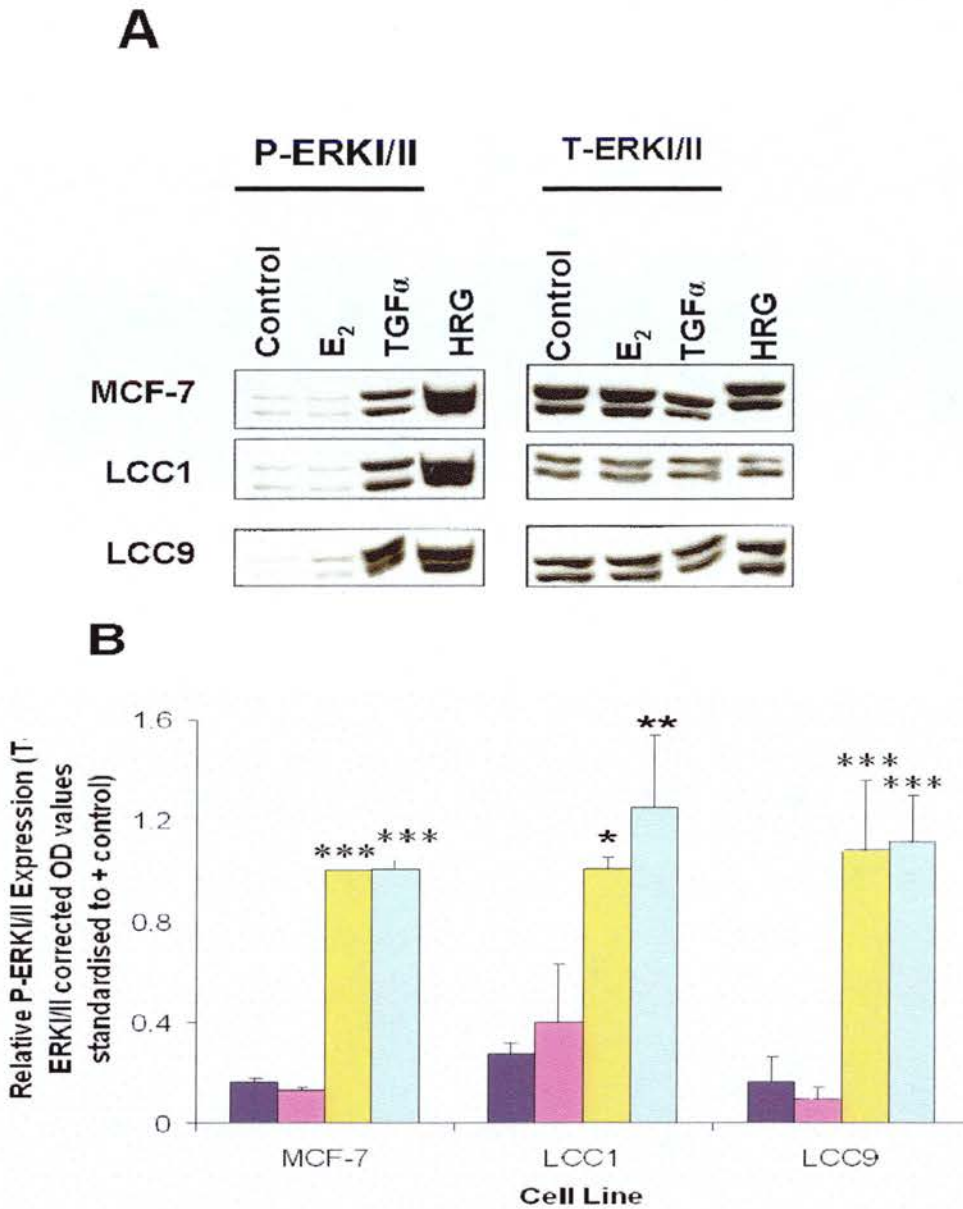 A
P-ERKI/II
T-ERKI/II
Control
E2
TGFα
HRG
Control
E2
TGFα
HRG
MCF-7
LCC1
LCC9
B
Relative P-ERKI/II Expression (T
ERKI/II corrected OD values
standardised to + control)
1.6
1.2
0.8
0.4
0
***
***
*
**
***
***
MCF-7
LCC1
LCC9
Cell Line